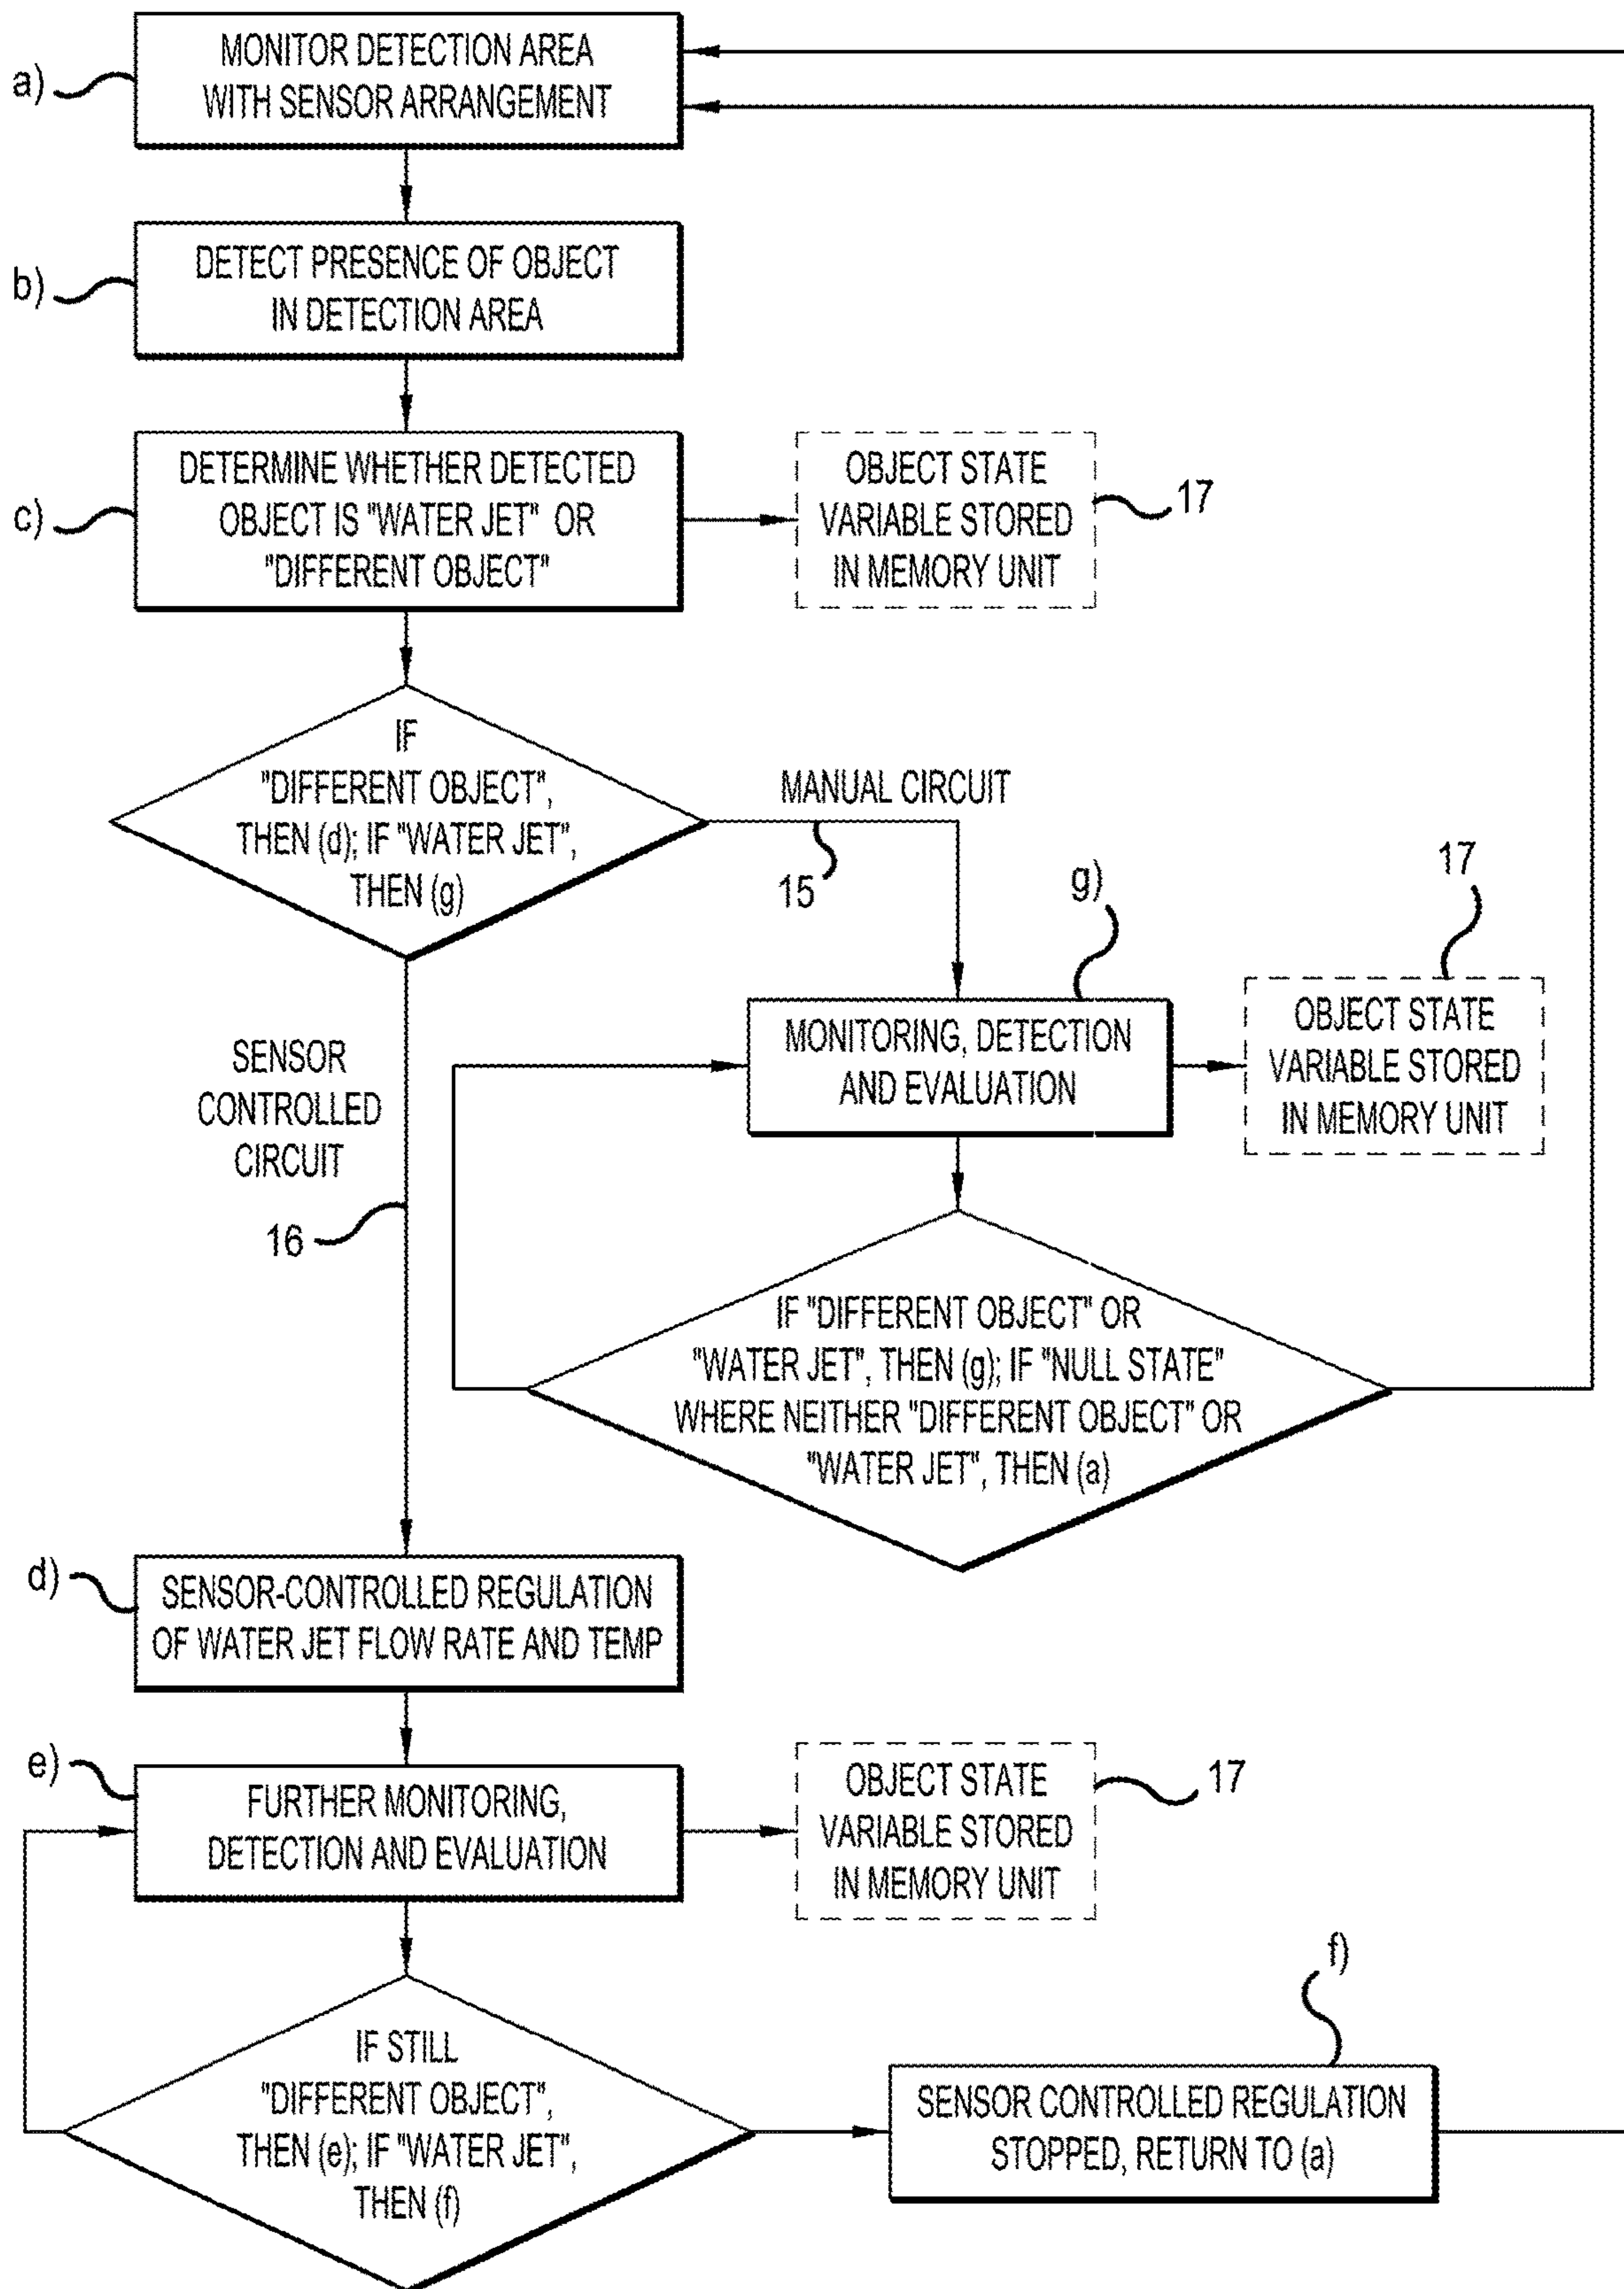 a)
MONITOR DETECTION AREA
WITH SENSOR ARRANGEMENT
b)
DETECT PRESENCE OF OBJECT
IN DETECTION AREA
c)
DETERMINE WHETHER DETECTED
OBJECT IS "WATER JET" OR
"DIFFERENT OBJECT"
OBJECT STATE
VARIABLE STORED
IN MEMORY UNIT
17
IF
"DIFFERENT OBJECT",
THEN (d); IF "WATER JET",
THEN (g)
MANUAL CIRCUIT
15
g)
17
MONITORING, DETECTION
AND EVALUATION
OBJECT STATE
VARIABLE STORED
IN MEMORY UNIT
SENSOR
CONTROLLED
CIRCUIT
16
IF "DIFFERENT OBJECT" OR
"WATER JET", THEN (g); IF "NULL STATE"
WHERE NEITHER "DIFFERENT OBJECT" OR
"WATER JET", THEN (a)
d)
SENSOR-CONTROLLED REGULATION
OF WATER JET FLOW RATE AND TEMP
e)
FURTHER MONITORING,
DETECTION AND EVALUATION
OBJECT STATE
VARIABLE STORED
IN MEMORY UNIT
17
IF STILL
"DIFFERENT OBJECT",
THEN (e); IF "WATER JET",
THEN (f)
f)
SENSOR CONTROLLED REGULATION
STOPPED, RETURN TO (a)